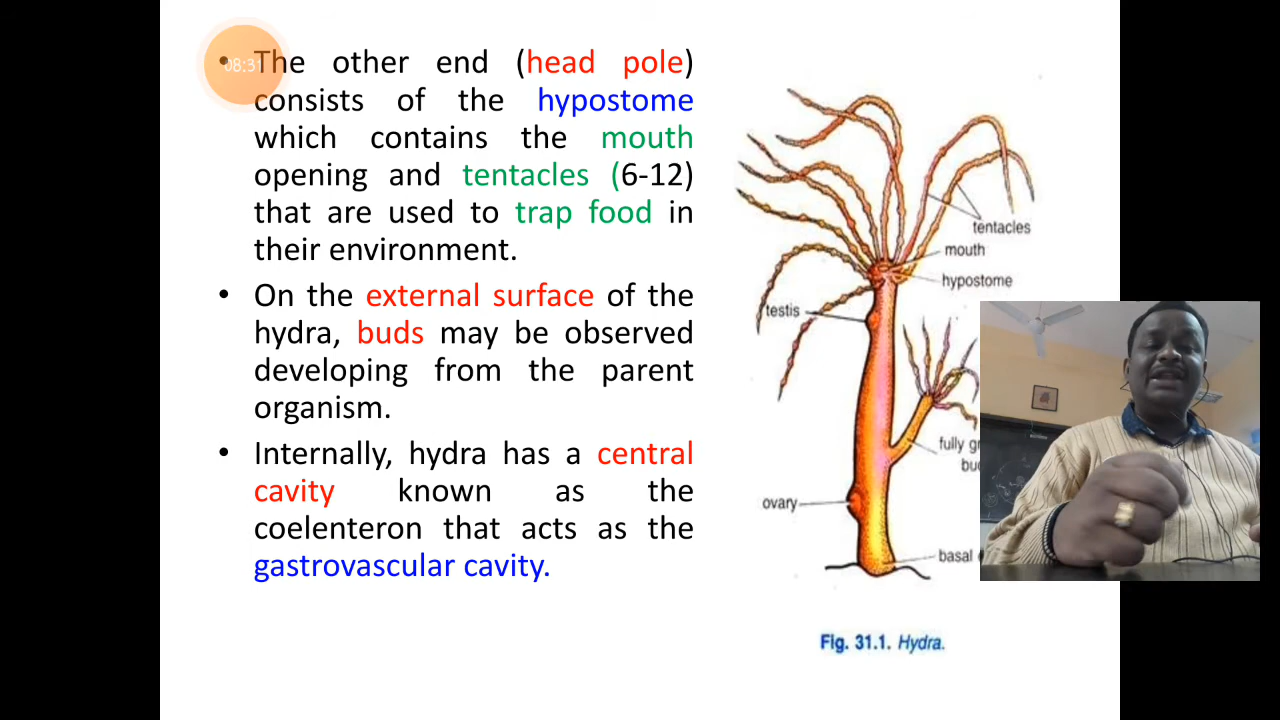 08:31
• The other end (head pole)
consists of the hypostome
which contains the mouth
opening and tentacles (6-12)
that are used to trap food in
their environment.
• On the external surface of the
hydra, buds may be observed
developing from the parent
organism.
• Internally, hydra has a central
cavity known as the
coelenteron that acts as the
gastrovascular cavity.
tentacles
mouth
hypostome
testis
fully
ovary
basal
Fig. 31.1. Hydra.